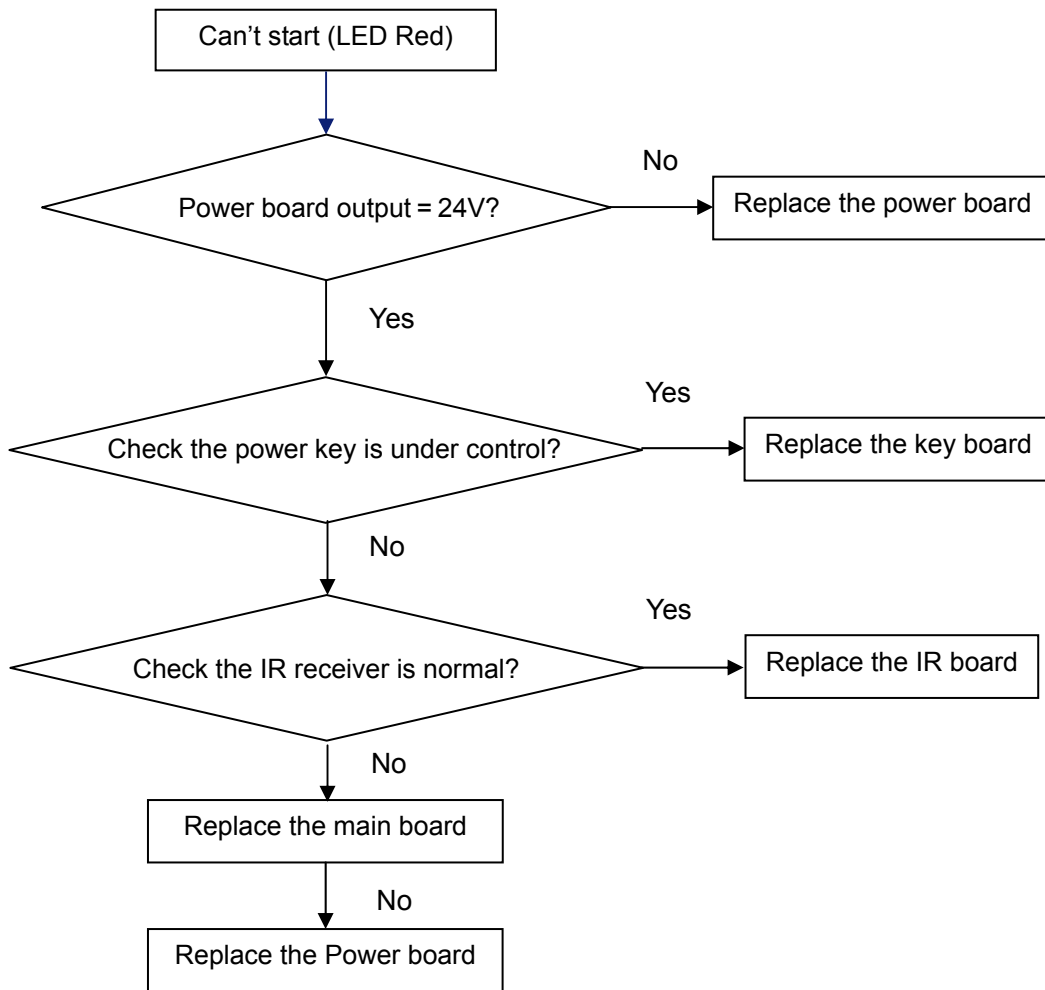 Can’t start (LED Red)
No
Power board output = 24V?
Replace the power board
Yes
Yes
Check the power key is under control?
Replace the key board
No
Yes
Check the IR receiver is normal?
Replace the IR board
No
Replace the main board
No
Replace the Power board